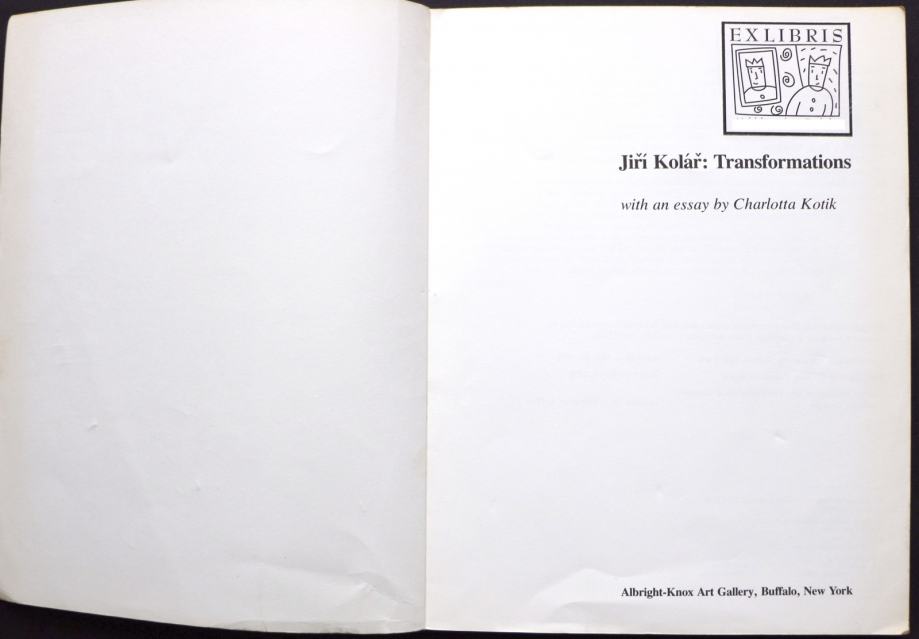 EXLIBRIS
Jiří Kolář: Transformations
with an essay by Charlotta Kotik
Albright-Knox Art Gallery, Buffalo, New York